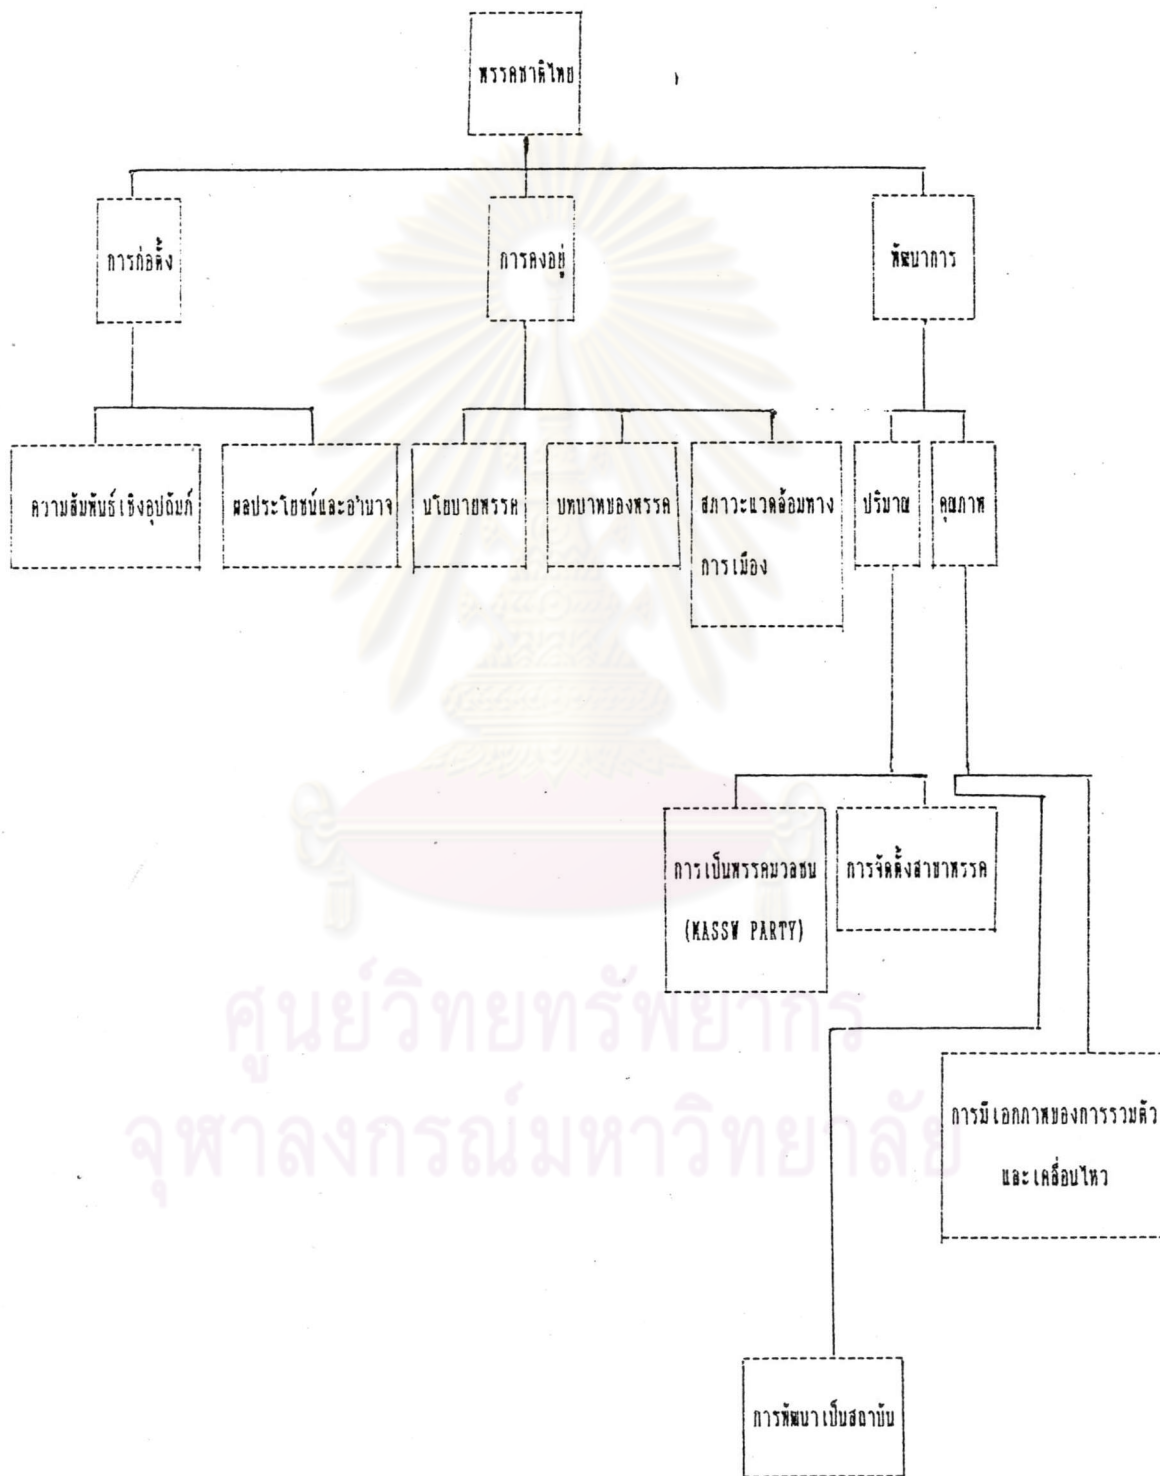 พรรคชาติไทย
การก่อตั้ง
การคงอยู่
พัฒนาการ
ความสัมพันธ์เชิงอุปถัมภ์
ผลประโยชน์และอำนาจ
นโยบายพรรค
บทบาทของพรรค
สภาวะแวดล้อมทาง
การเมือง
ปริมาณ
คุณภาพ
การเป็นพรรคมวลชน
(MASSW PARTY)
การจัดตั้งสาขาพรรค
การมีเอกภาพของการรวมตัว
และเคลื่อนไหว
การพัฒนาเป็นสถาบัน
ศูนย์วิทยทรัพยากร
จุฬาลงกรณ์มหาวิทยาลัย